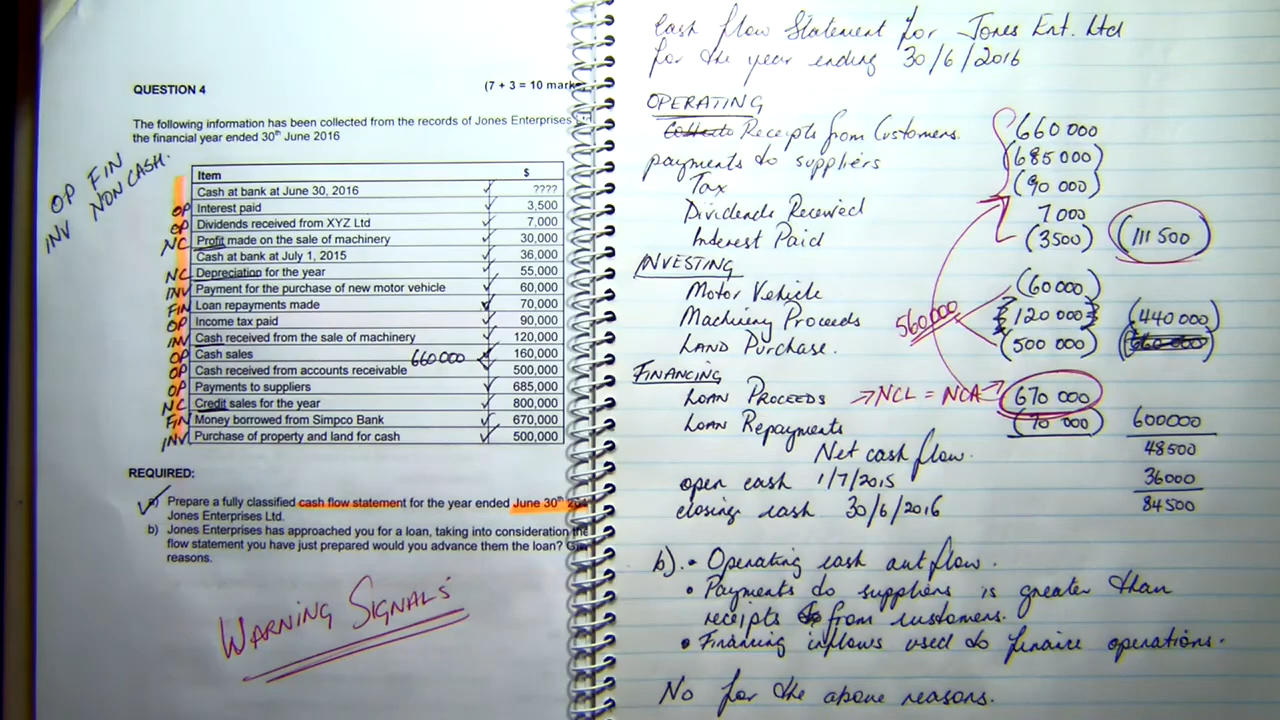 QUESTION 4
(7 + 3 = 10 mark
The following information has been collected from the records of Jones Enterprises Ltd
the financial year ended 30th June 2016
OP FIN
INV NON CASH.
Item $
Cash at bank at June 30, 2016 ????
OP Interest paid 3,500
OP Dividends received from XYZ Ltd 7,000
NC Profit made on the sale of machinery 30,000
Cash at bank at July 1, 2015 36,000
NC Depreciation for the year 55,000
INV Payment for the purchase of new motor vehicle 60,000
FIN Loan repayments made 70,000
OP Income tax paid 90,000
INV Cash received from the sale of machinery 120,000
OP Cash sales 660000 160,000
OP Cash received from accounts receivable 500,000
OP Payments to suppliers 685,000
NC Credit sales for the year 800,000
FIN Money borrowed from Simpco Bank 670,000
INV Purchase of property and land for cash 500,000
REQUIRED:
a) Prepare a fully classified cash flow statement for the year ended June 30th 201
Jones Enterprises Ltd.
b) Jones Enterprises has approached you for a loan, taking into consideration the
flow statement you have just prepared would you advance them the loan? Give
reasons.
WARNING SIGNALS
Cash flow Statement for Jones Ent. Ltd
for the year ending 30/6/2016
OPERATING
Receipts from Customers. 660 000
payments to suppliers (685 000)
Tax (90 000)
Dividends Received 7 000
Interest Paid (3500) (111 500)
INVESTING
Motor Vehicle (60 000)
Machinery Proceeds 560,000 120 000 (440 000)
LAND Purchase. (500 000)
FINANCING
LOAN PROCEEDS → NCL = NCA → 670 000
LOAN Repayments (70 000) 600000
Net cash flow. 48500
open cash 1/7/2015 36000
closing cash 30/6/2016 84500
b). • Operating cash outflow.
• Payments to suppliers is greater than
receipts from customers.
• Financing inflows used to finance operations.
No for the above reasons.